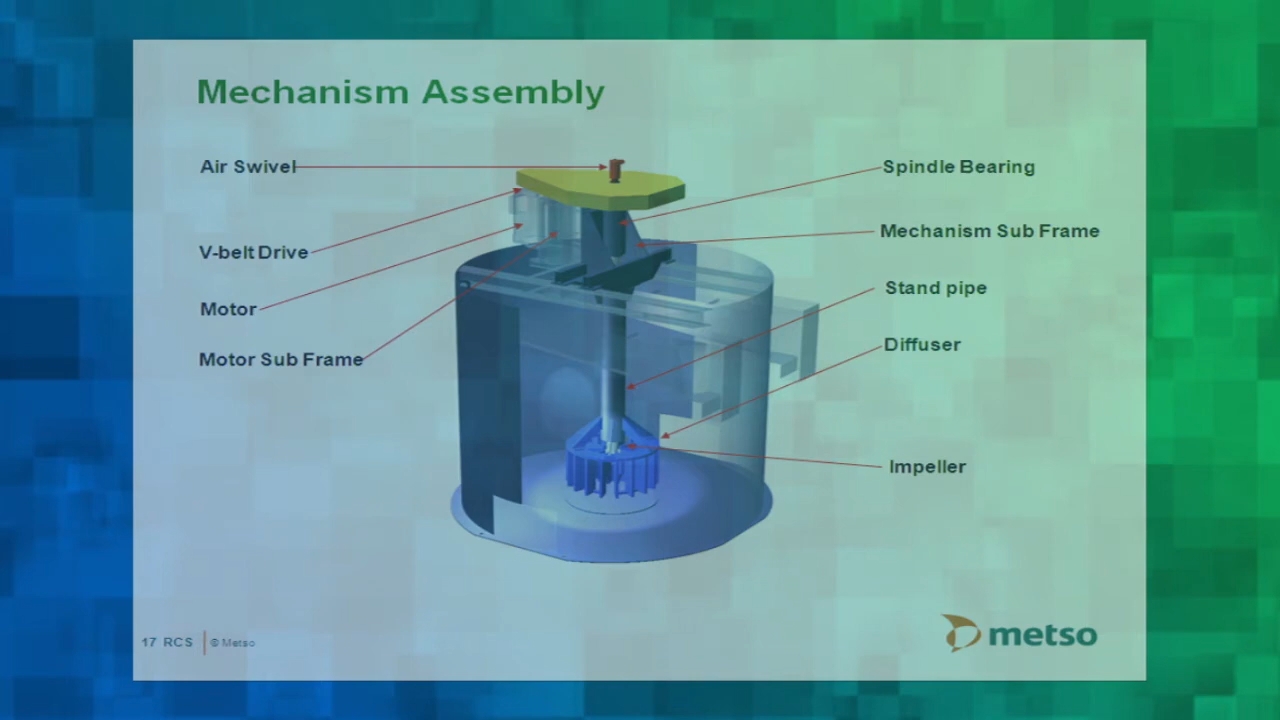 Mechanism Assembly
Air Swivel
V-belt Drive
Motor
Motor Sub Frame
Spindle Bearing
Mechanism Sub Frame
Stand pipe
Diffuser
Impeller
17 RCS © Metso
metso